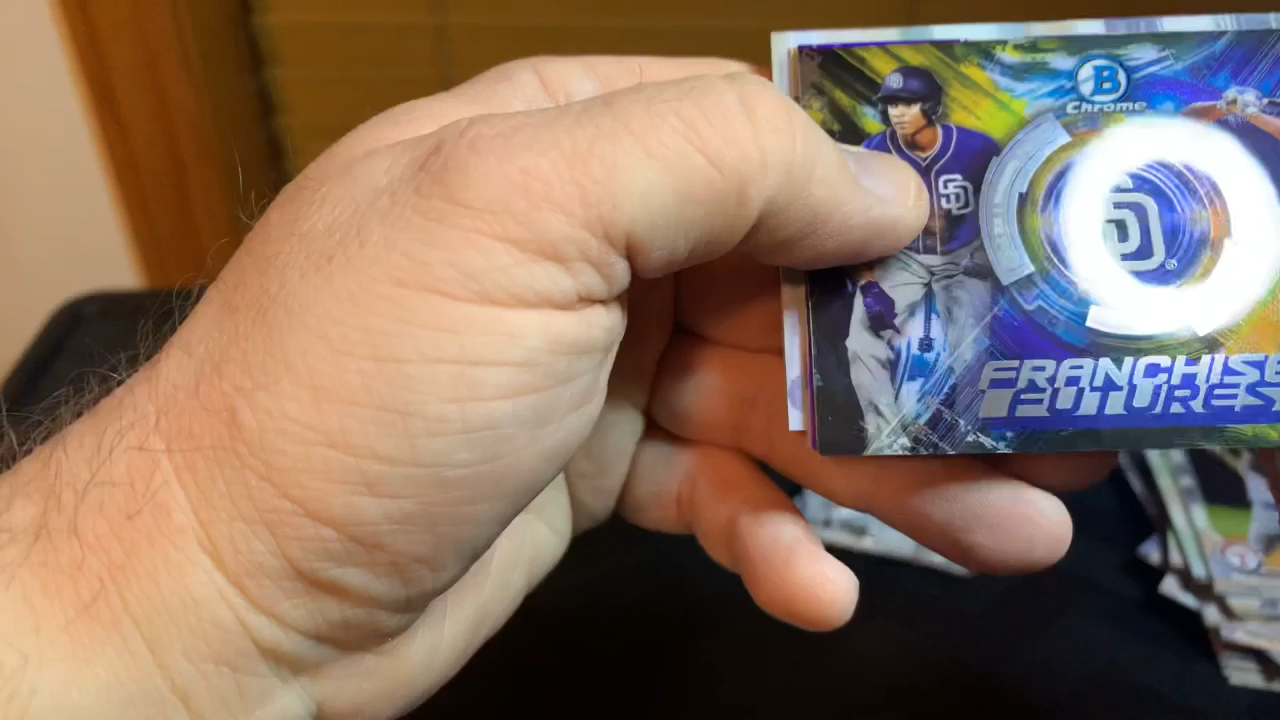 B
Chrome
SD
SD
FRANCHISE
FUTURES